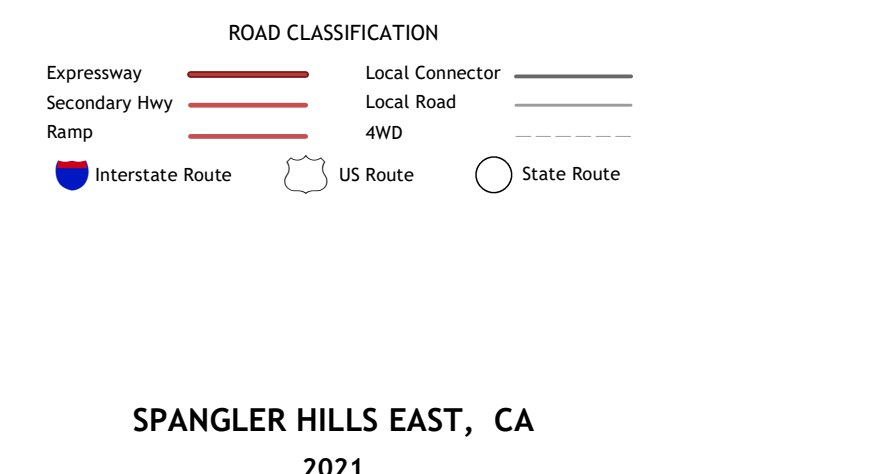 ROAD CLASSIFICATION
Expressway
Local Connector
Secondary Hwy
Local Road
Ramp
4WD
Interstate Route
US Route
State Route
SPANGLER HILLS EAST, CA
2021